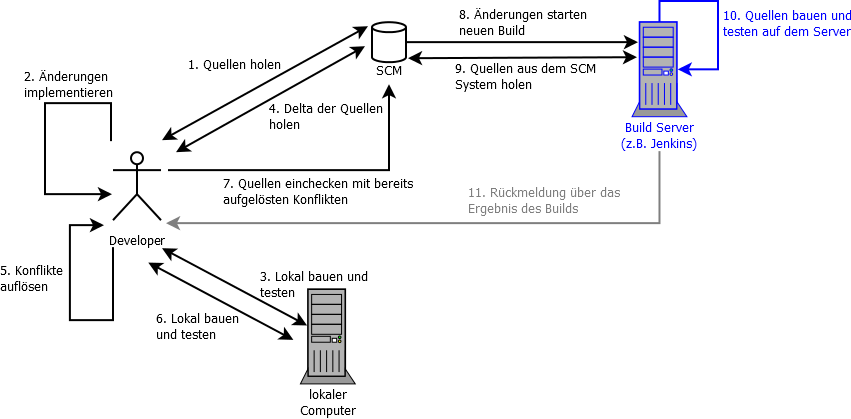 8. Änderungen starten
neuen Build
10. Quellen bauen und
testen auf dem Server
1. Quellen holen
SCM
9. Quellen aus dem SCM
System holen
2. Änderungen
implementieren
4. Delta der Quellen
holen
Build Server
(z.B. Jenkins)
7. Quellen einchecken mit bereits
aufgelösten Konflikten
11. Rückmeldung über das
Ergebnis des Builds
Developer
5. Konflikte
auflösen
3. Lokal bauen und
testen
6. Lokal bauen
und testen
lokaler
Computer